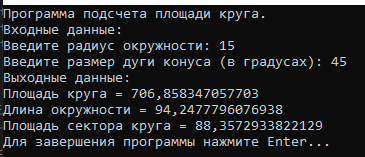 Программа подсчета площади круга.
Входные данные:
Введите радиус окружности: 15
Введите размер дуги конуса (в градусах): 45
Выходные данные:
Площадь круга = 706,858347057703
Длина окружности = 94,2477796076938
Площадь сектора круга = 88,3572933822129
Для завершения программы нажмите Enter...